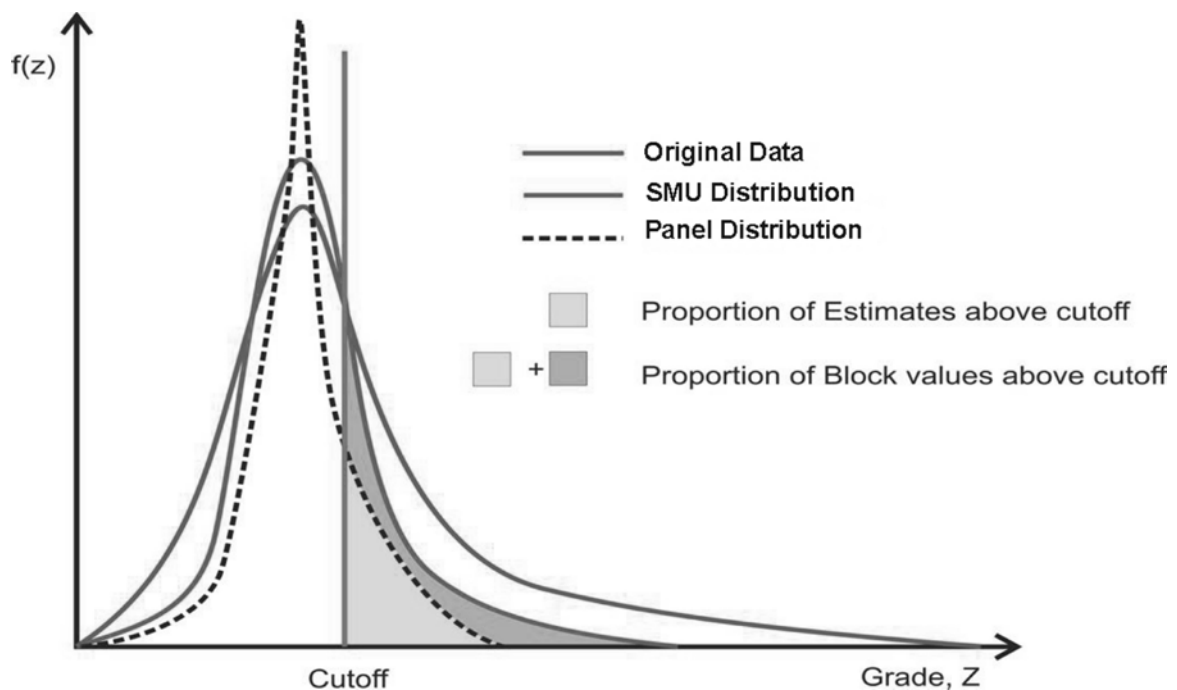 f(z)
Original Data
SMU Distribution
Panel Distribution
Proportion of Estimates above cutoff
+ Proportion of Block values above cutoff
Cutoff
Grade, Z